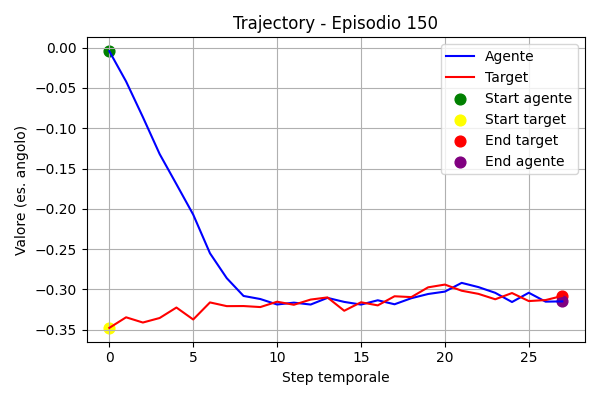 Trajectory - Episodio 150
Agente
Target
Start agente
Start target
End target
End agente
Valore (es. angolo)
0.00
−0.05
−0.10
−0.15
−0.20
−0.25
−0.30
−0.35
0 5 10 15 20 25
Step temporale